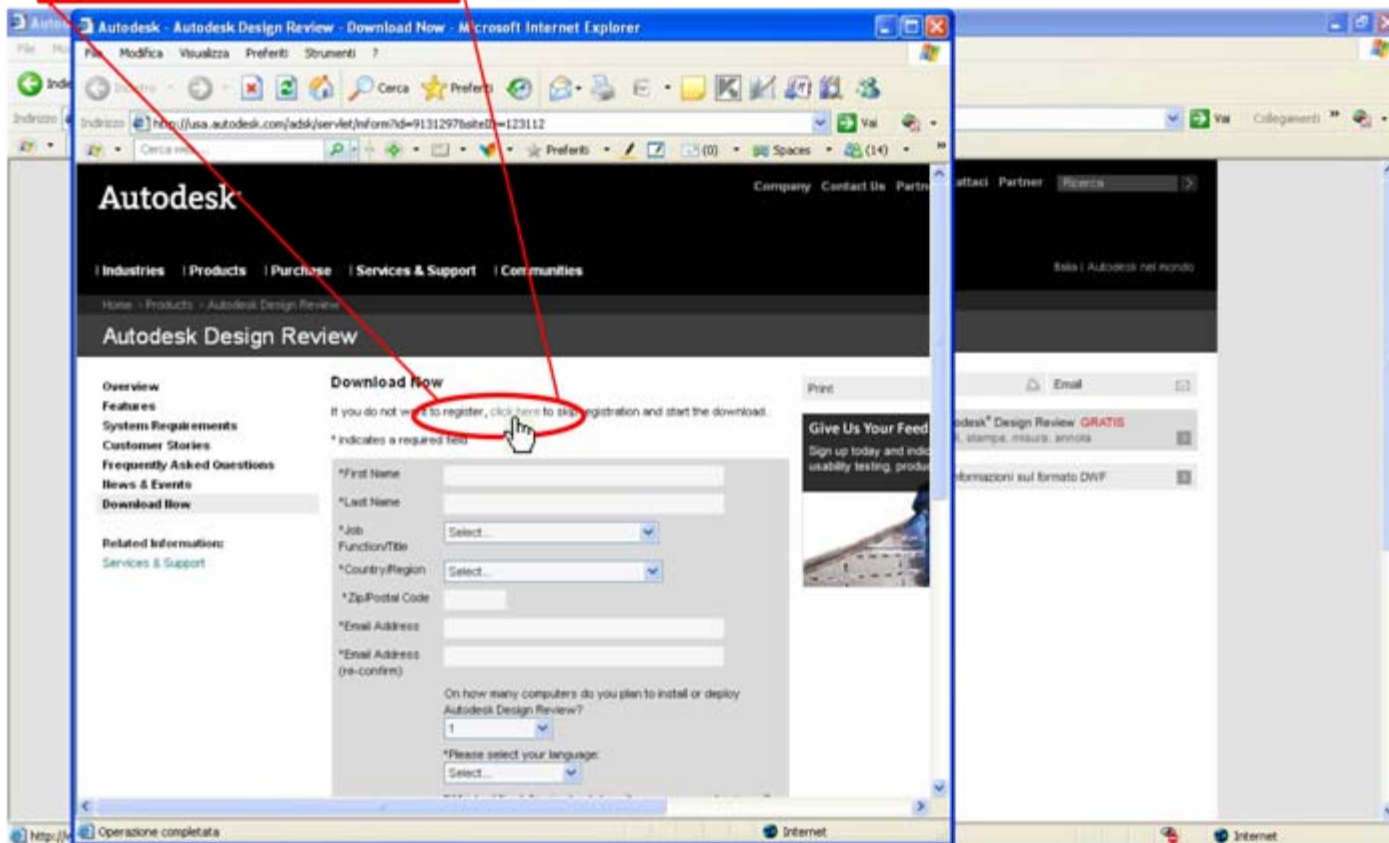 Autodesk - Autodesk Design Review - Download Now - Microsoft Internet Explorer
File Modifica Visualizza Preferiti Strumenti ?
Indietro Cerca Preferiti
Indirizzo http://usa.autodesk.com/adsk/servlet/mform?id=9131297&siteID=123112 Vai
Vai Collegamenti »
Preferiti (0) Spaces (14)
Autodesk
Company Contact Us
Contattaci Partner Ricerca
Industries Products Purchase Services & Support Communities
Italia | Autodesk nel mondo
Home > Products > Autodesk Design Review
Autodesk Design Review
Overview
Features
System Requirements
Customer Stories
Frequently Asked Questions
News & Events
Download Now
Related Information:
Services & Support
Download Now
If you do not want to register, click here to skip registration and start the download.
* indicates a required field
*First Name
*Last Name
*Job
Function/Title
Select...
*Country/Region
Select...
*Zip/Postal Code
*Email Address
*Email Address
(re-confirm)
On how many computers do you plan to install or deploy
Autodesk Design Review?
1
*Please select your language:
Select...
Print
Give Us Your Feed
Sign up today and indic
usability testing, produc
Email
Design Review GRATIS
stampa, misura, annota
sul formato DWF
Operazione completata
Internet
http://
Internet